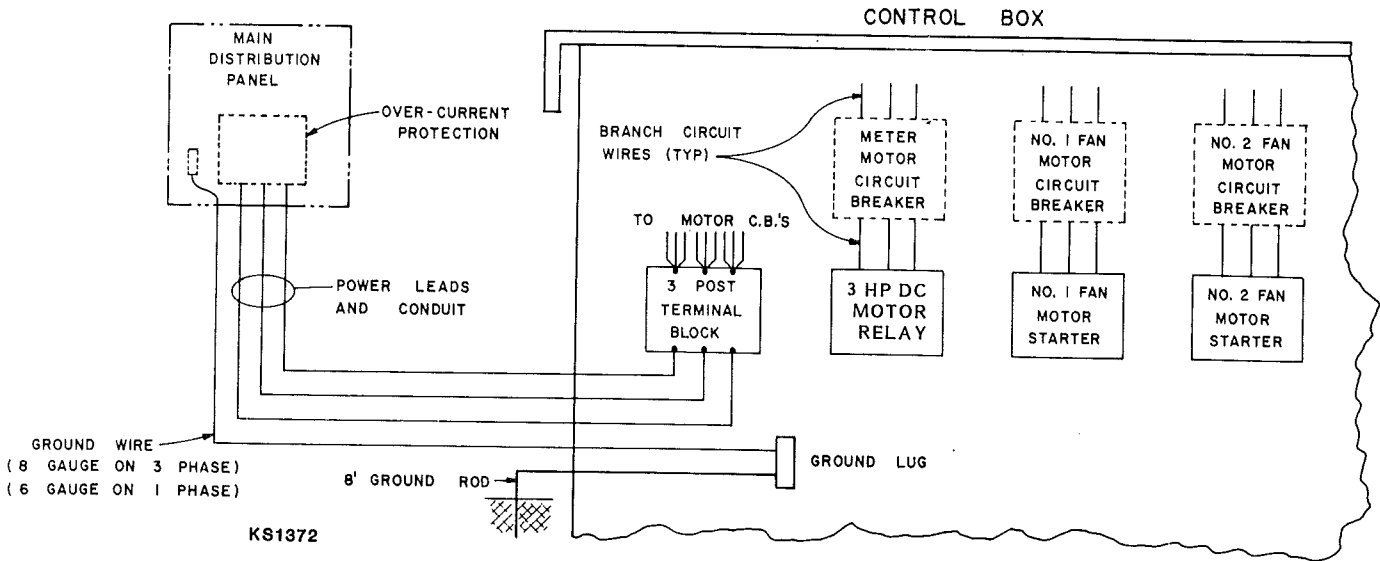 CONTROL BOX
MAIN
DISTRIBUTION
PANEL
OVER-CURRENT
PROTECTION
BRANCH CIRCUIT
WIRES (TYP)
METER
MOTOR
CIRCUIT
BREAKER
NO. 1 FAN
MOTOR
CIRCUIT
BREAKER
NO. 2 FAN
MOTOR
CIRCUIT
BREAKER
TO MOTOR C.B.'S
3 POST
TERMINAL
BLOCK
3 HP DC
MOTOR
RELAY
NO. 1 FAN
MOTOR
STARTER
NO. 2 FAN
MOTOR
STARTER
POWER LEADS
AND CONDUIT
GROUND WIRE
(8 GAUGE ON 3 PHASE)
(6 GAUGE ON 1 PHASE)
8' GROUND ROD
GROUND LUG
KS1372